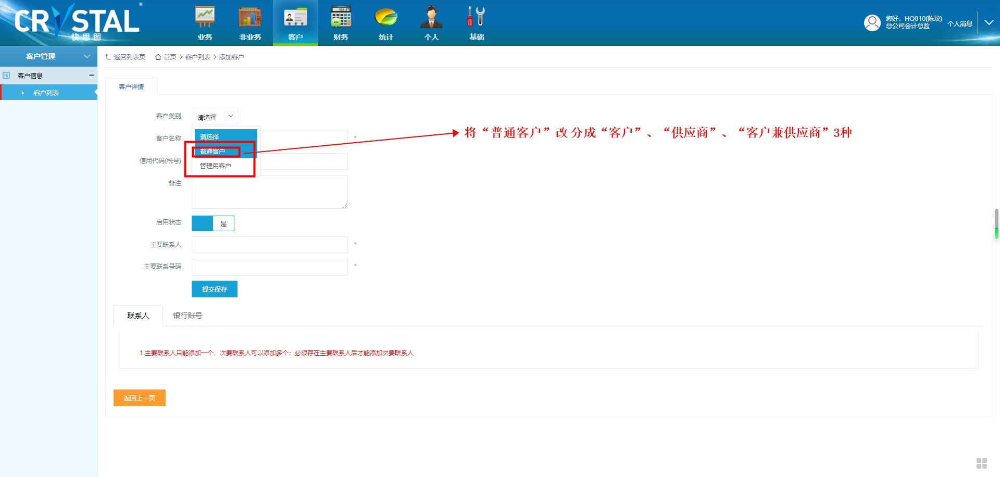 CRYSTAL®
快思图
业务
非业务
客户
财务
统计
个人
基础
您好，HQ010(陈玟)
总公司会计总监
个人消息
客户管理
客户信息
客户列表
返回列表页 首页 > 客户列表 > 添加客户
客户详情
客户类别 请选择
请选择
普通客户
管理用客户
将“普通客户”改 分成“客户”、“供应商”、“客户兼供应商”3种
客户名称 *
信用代码(税号)
备注
启用状态 是
主要联系人 *
主要联系号码 *
提交保存
联系人 银行账号
1.主要联系人只能添加一个，次要联系人可以添加多个；必须存在主要联系人后才能添加次要联系人
返回上一页